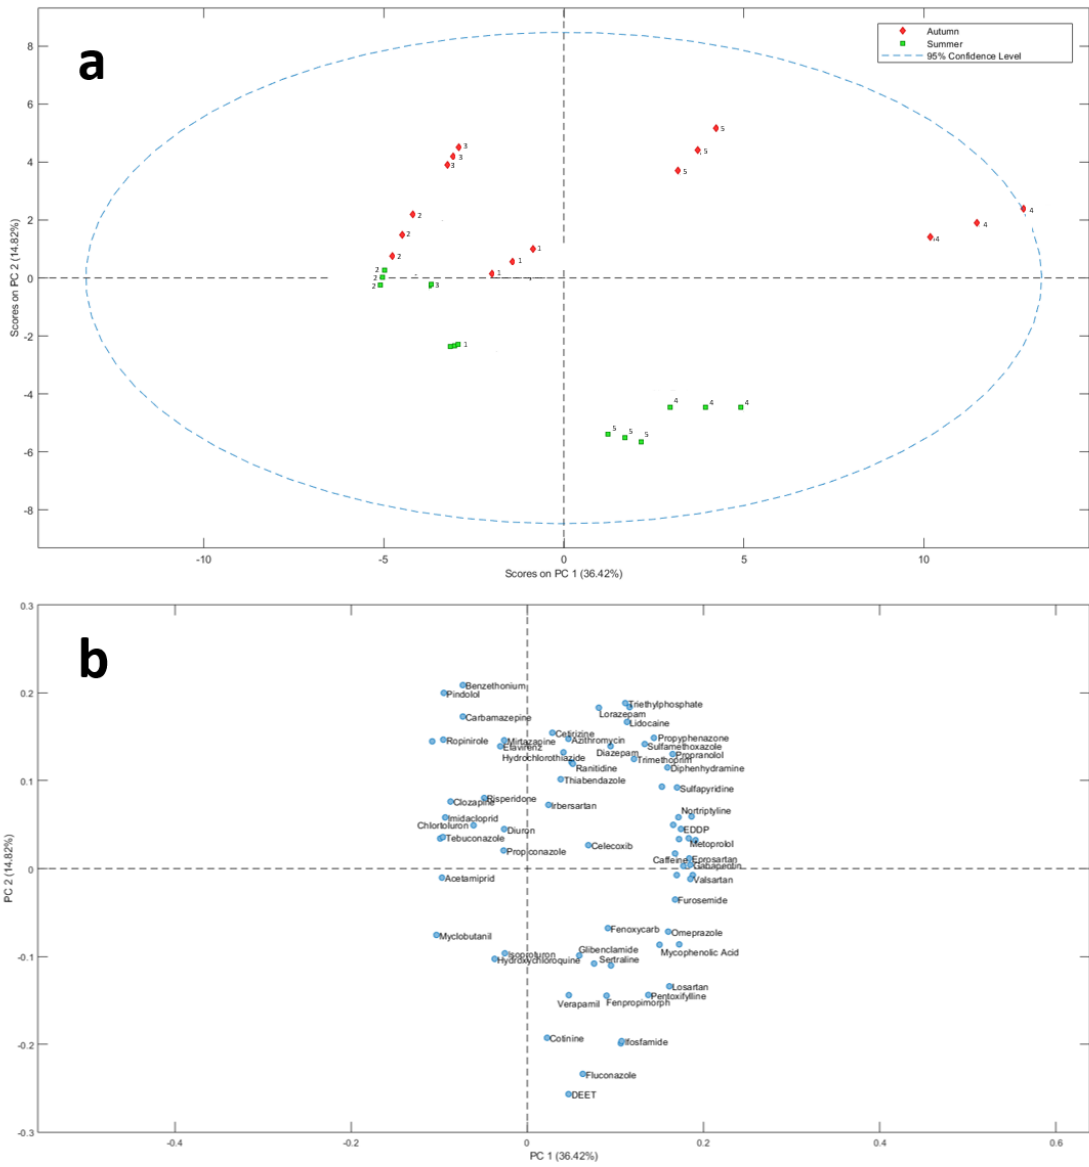 a
Autumn
Summer
95% Confidence Level
8
6
4
2
0
-2
-4
-6
-8
Scores on PC 2 (14.82%)
5
5
5
3
3
3
4
4
4
2
2
2
1
1
1
2
2
2
3
1
4
4
4
5
5
5
-10
-5
0
5
10
Scores on PC 1 (36.42%)
b
0.3
0.2
0.1
0
-0.1
-0.2
-0.3
PC 2 (14.82%)
Benzethonium
Pindolol
Triethylphosphate
Lorazepam
Carbamazepine
Lidocaine
Cetirizine
Ropinirole
Mirtazapine
Azithromycin
Propyphenazone
Efavirenz
Sulfamethoxazole
Hydrochlorothiazide
Diazepam
Propranolol
Trimethoprim
Ranitidine
Diphenhydramine
Thiabendazole
Sulfapyridine
Risperidone
Clozapine
Irbersartan
Nortriptyline
Imidacloprid
Chlortoluron
Diuron
EDDP
Tebuconazole
Metoprolol
Propiconazole
Celecoxib
Caffeine
Eprosartan
Gabapentin
Acetamiprid
Valsartan
Furosemide
Fenoxycarb
Omeprazole
Myclobutanil
Glibenclamide
Mycophenolic Acid
Isoproturon
Hydroxychloroquine
Sertraline
Losartan
Verapamil
Fenpropimorph
Pentoxifylline
Cotinine
Ifosfamide
Fluconazole
DEET
-0.4
-0.2
0
0.2
0.4
0.6
PC 1 (36.42%)